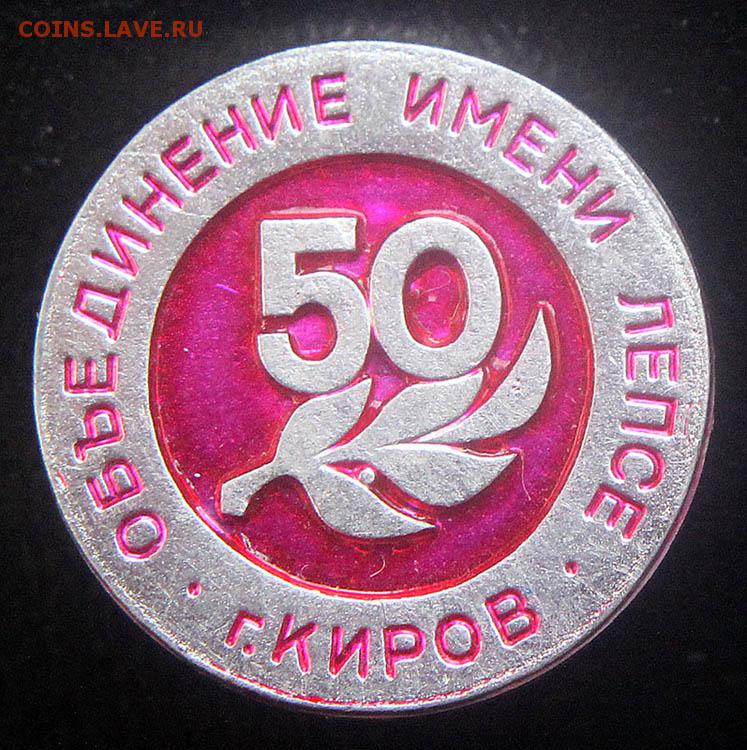 COINS.LAVE.RU
ОБЪЕДИНЕНИЕ ИМЕНИ ЛЕПСЕ
50
· г.КИРОВ ·